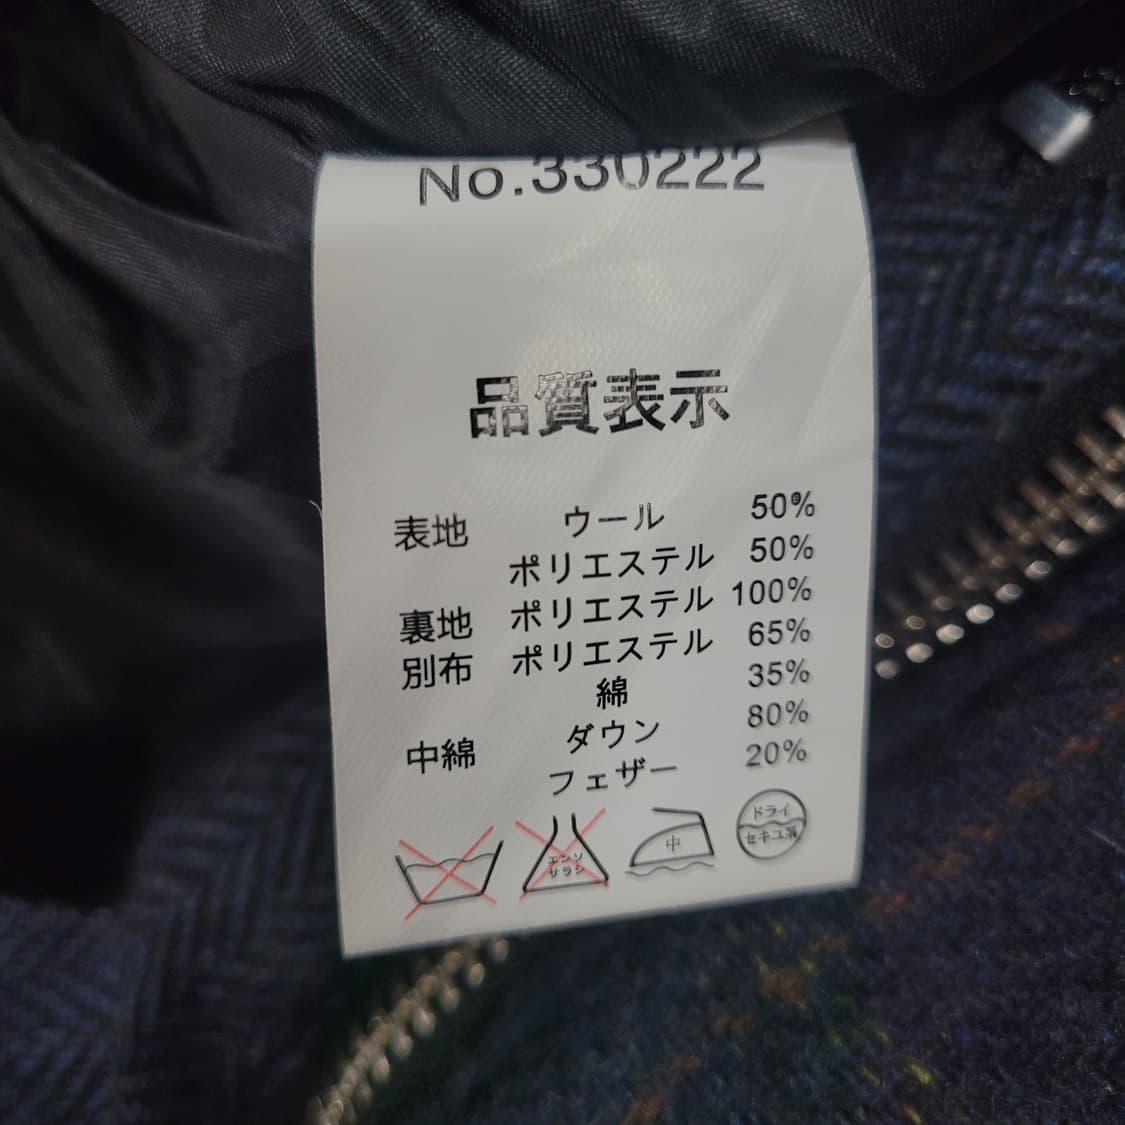 No.330222
品質表示
表地 ウール 50%
ポリエステル 50%
裏地 ポリエステル 100%
別布 ポリエステル 65%
綿 35%
中綿 ダウン 80%
フェザー 20%
エンソ
サラシ
中
ドライ
セキユ系